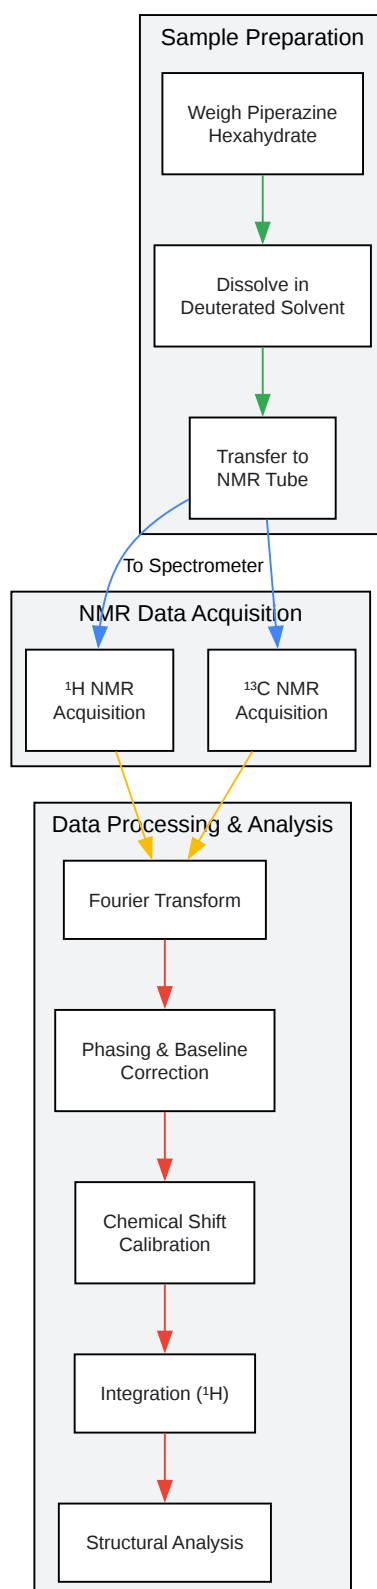 Sample Preparation
Weigh Piperazine
Hexahydrate
Dissolve in
Deuterated Solvent
Transfer to
NMR Tube
To Spectrometer
NMR Data Acquisition
¹H NMR
Acquisition
¹³C NMR
Acquisition
Data Processing & Analysis
Fourier Transform
Phasing & Baseline
Correction
Chemical Shift
Calibration
Integration (¹H)
Structural Analysis